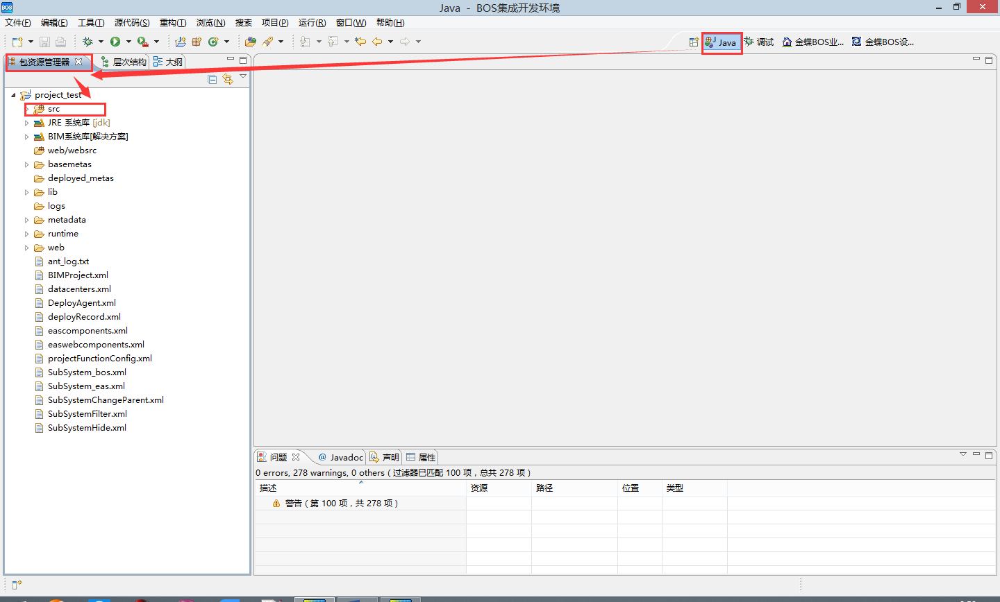 BOS
Java - BOS集成开发环境
文件(F) 编辑(E) 工具(T) 源代码(S) 重构(T) 浏览(N) 搜索 项目(P) 运行(R) 窗口(W) 帮助(H)
Java 调试 金蝶BOS业... 金蝶BOS设...
包资源管理器 层次结构 大纲
project_test
src
JRE 系统库 [jdk]
BIM系统库[解决方案]
web/websrc
basemetas
deployed_metas
lib
logs
metadata
runtime
web
ant_log.txt
BIMProject.xml
datacenters.xml
DeployAgent.xml
deployRecord.xml
eascomponents.xml
easwebcomponents.xml
projectFunctionConfig.xml
SubSystem_bos.xml
SubSystem_eas.xml
SubSystemChangeParent.xml
SubSystemFilter.xml
SubSystemHide.xml
问题 @ Javadoc 声明 属性
0 errors, 278 warnings, 0 others（过滤器已匹配 100 项，总共 278 项）
描述 资源 路径 位置 类型
警告（第 100 项，共 278 项）